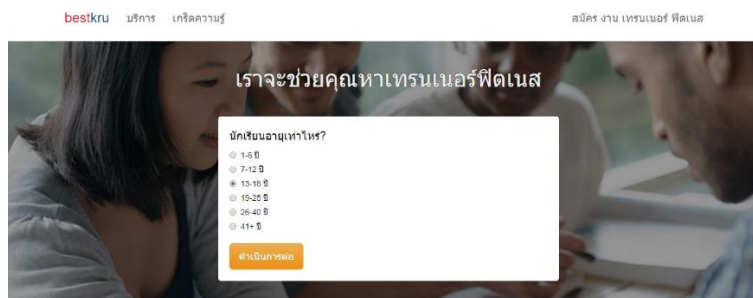 bestkru บริการ เกร็ดความรู้ สมัคร งาน เทรนเนอร์ ฟิตเนส
เราจะช่วยคุณหาเทรนเนอร์ฟิตเนส
นักเรียนอายุเท่าไหร่?
1-6 ปี
7-12 ปี
13-18 ปี
19-25 ปี
26-40 ปี
41+ ปี
ดำเนินการต่อ